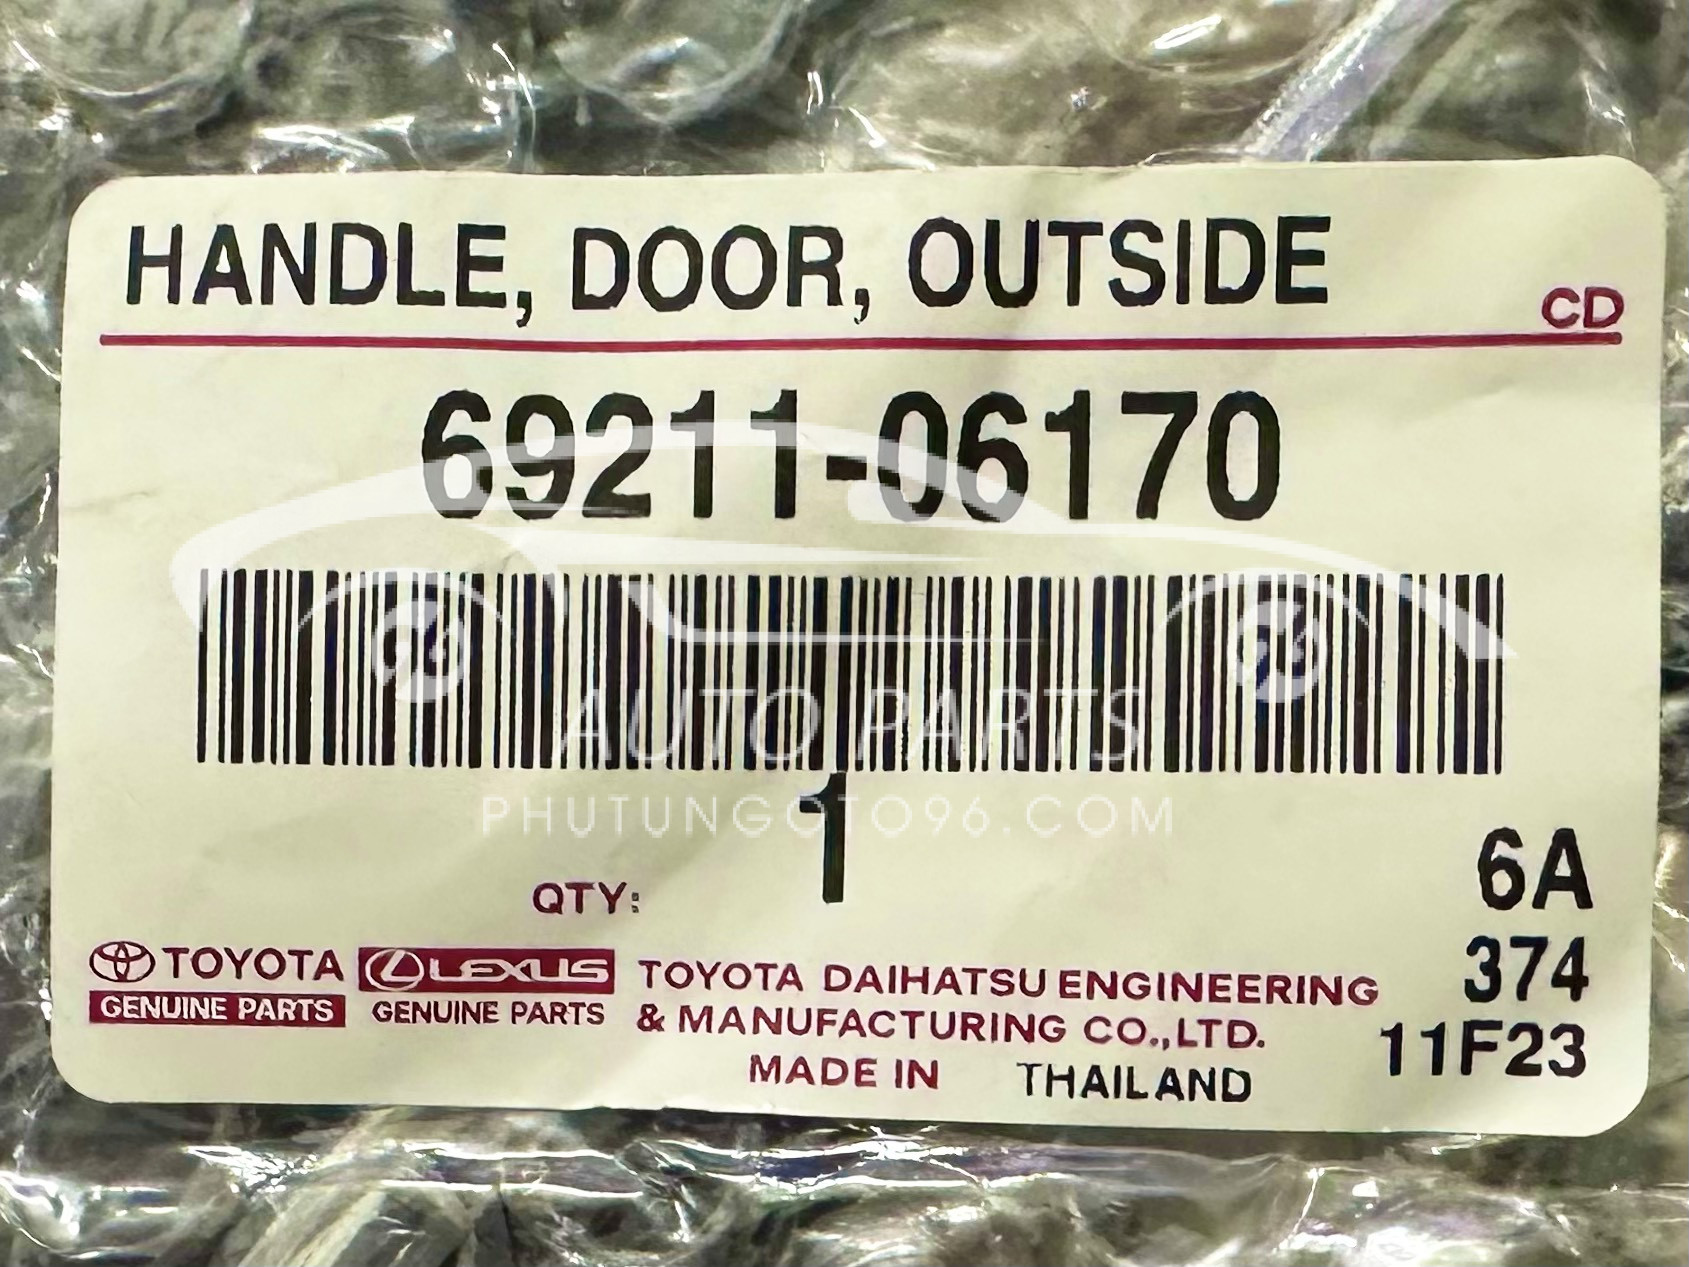 HANDLE, DOOR, OUTSIDE
CD
69211-06170
AUTO PARTS
PHUTUNGOTO96.COM
QTY: 1
6A
374
11F23
TOYOTA
GENUINE PARTS
LEXUS
GENUINE PARTS
TOYOTA DAIHATSU ENGINEERING
& MANUFACTURING CO.,LTD.
MADE IN THAILAND